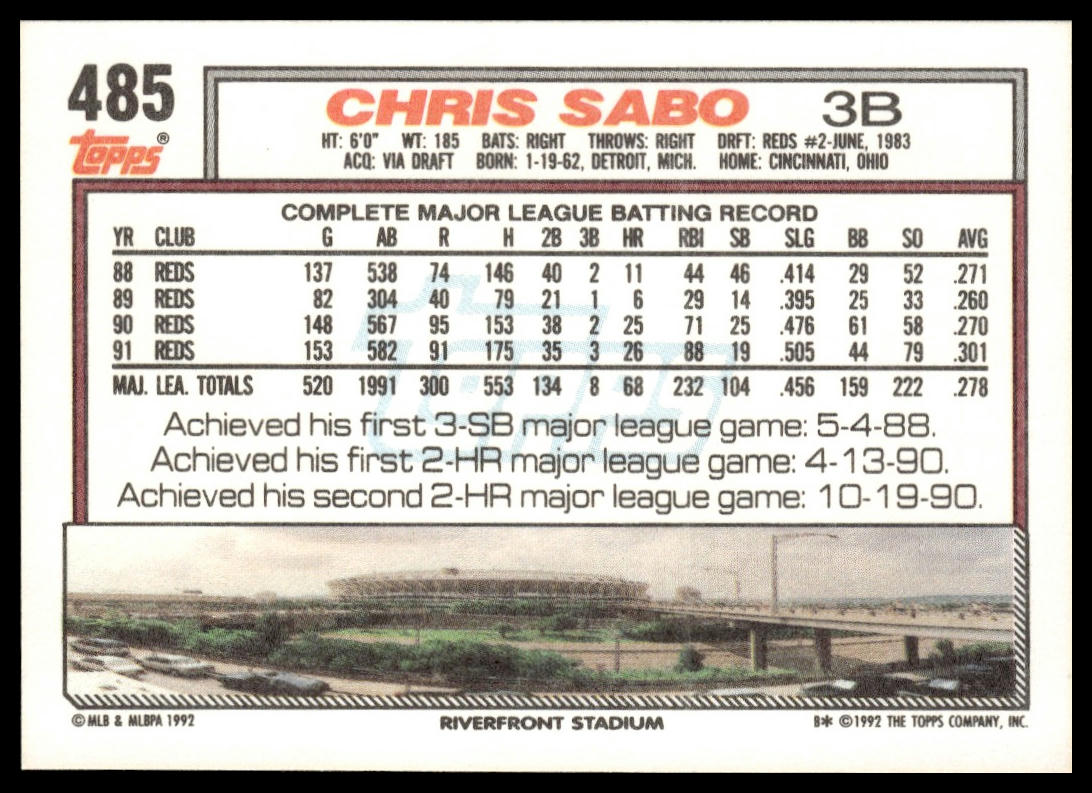 485
topps®
CHRIS SABO 3B
HT: 6'0" WT: 185 BATS: RIGHT THROWS: RIGHT DRFT: REDS #2-JUNE, 1983
ACQ: VIA DRAFT BORN: 1-19-62, DETROIT, MICH. HOME: CINCINNATI, OHIO
COMPLETE MAJOR LEAGUE BATTING RECORD
YR CLUB G AB R H 2B 3B HR RBI SB SLG BB SO AVG
88 REDS 137 538 74 146 40 2 11 44 46 .414 29 52 .271
89 REDS 82 304 40 79 21 1 6 29 14 .395 25 33 .260
90 REDS 148 567 95 153 38 2 25 71 25 .476 61 58 .270
91 REDS 153 582 91 175 35 3 26 88 19 .505 44 79 .301
MAJ. LEA. TOTALS 520 1991 300 553 134 8 68 232 104 .456 159 222 .278
topps
Achieved his first 3-SB major league game: 5-4-88.
Achieved his first 2-HR major league game: 4-13-90.
Achieved his second 2-HR major league game: 10-19-90.
© MLB & MLBPA 1992 RIVERFRONT STADIUM B* © 1992 THE TOPPS COMPANY, INC.